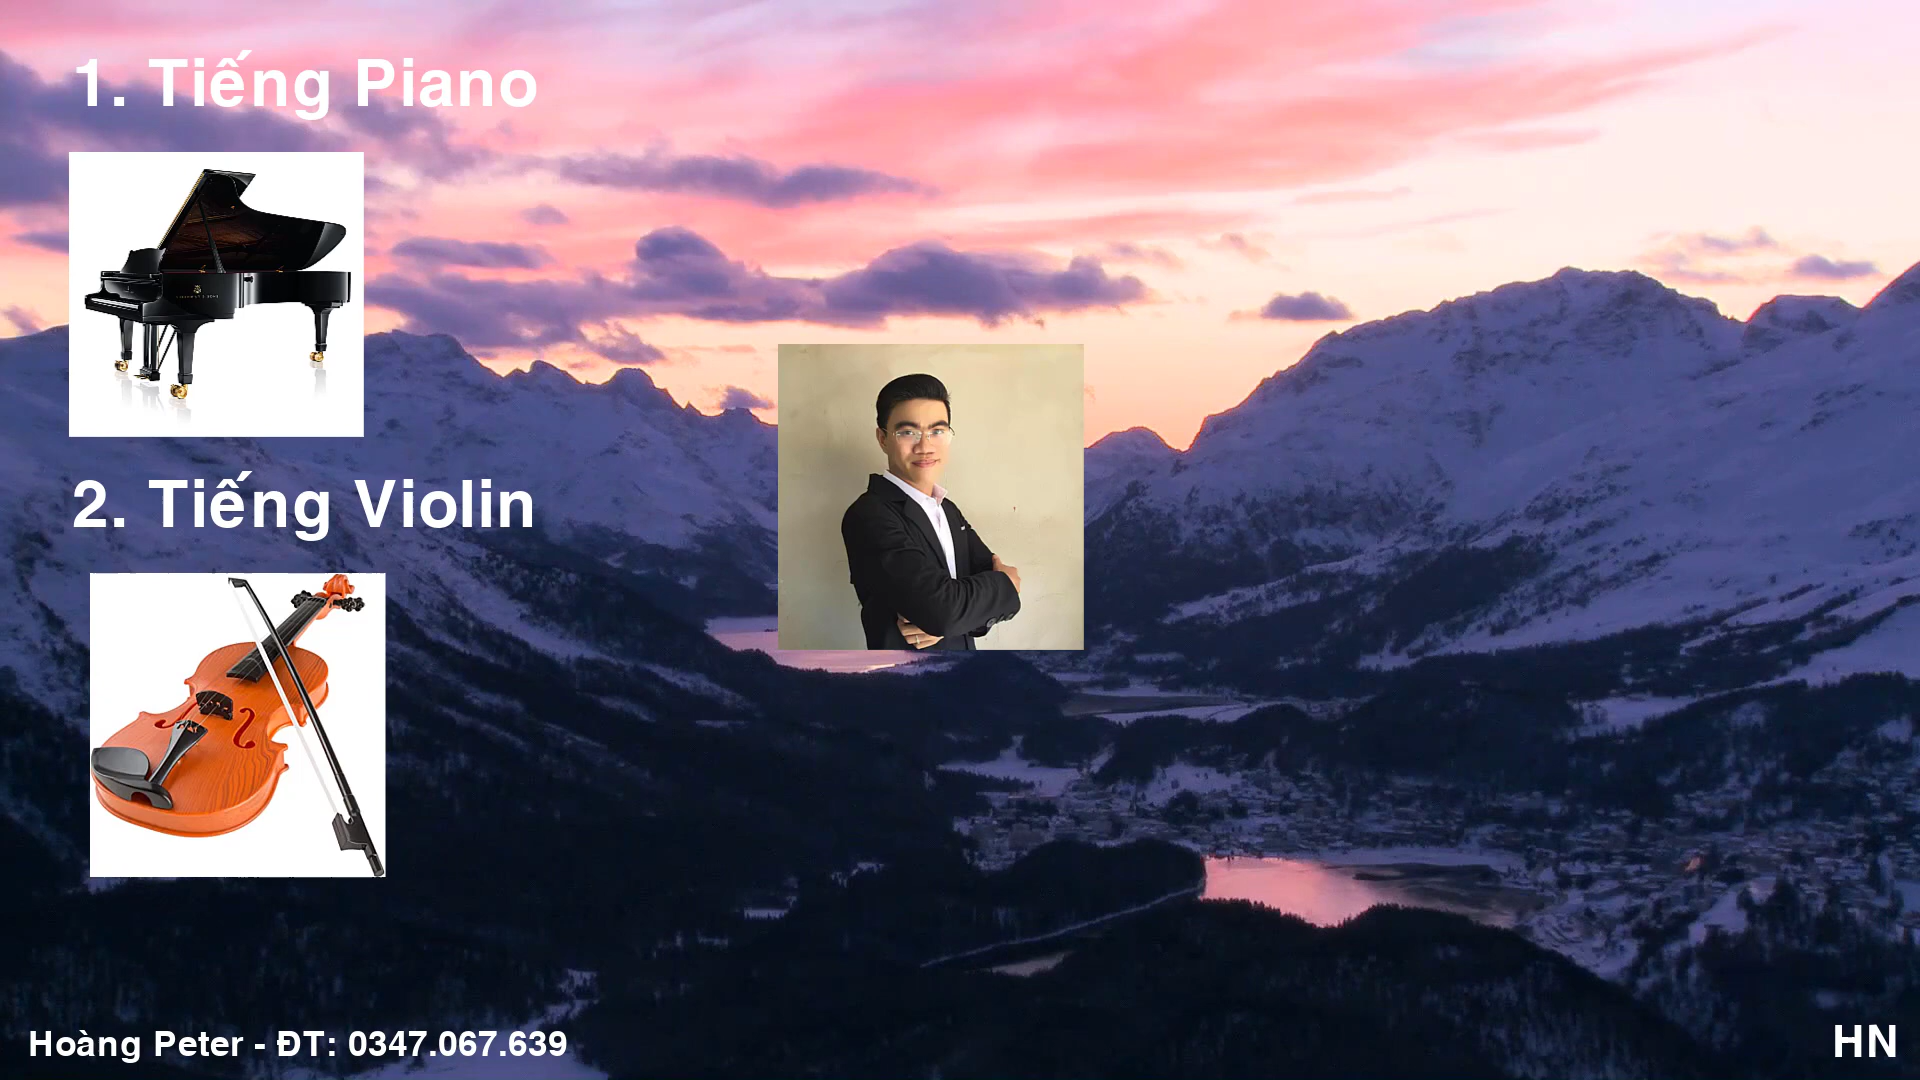 1. Tiếng Piano
2. Tiếng Violin
Hoàng Peter - ĐT: 0347.067.639
HN